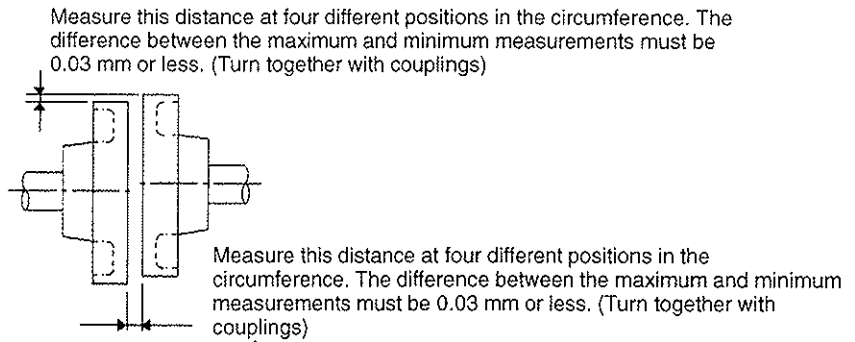 Measure this distance at four different positions in the circumference. The
difference between the maximum and minimum measurements must be
0.03 mm or less. (Turn together with couplings)
Measure this distance at four different positions in the
circumference. The difference between the maximum and minimum
measurements must be 0.03 mm or less. (Turn together with
couplings)